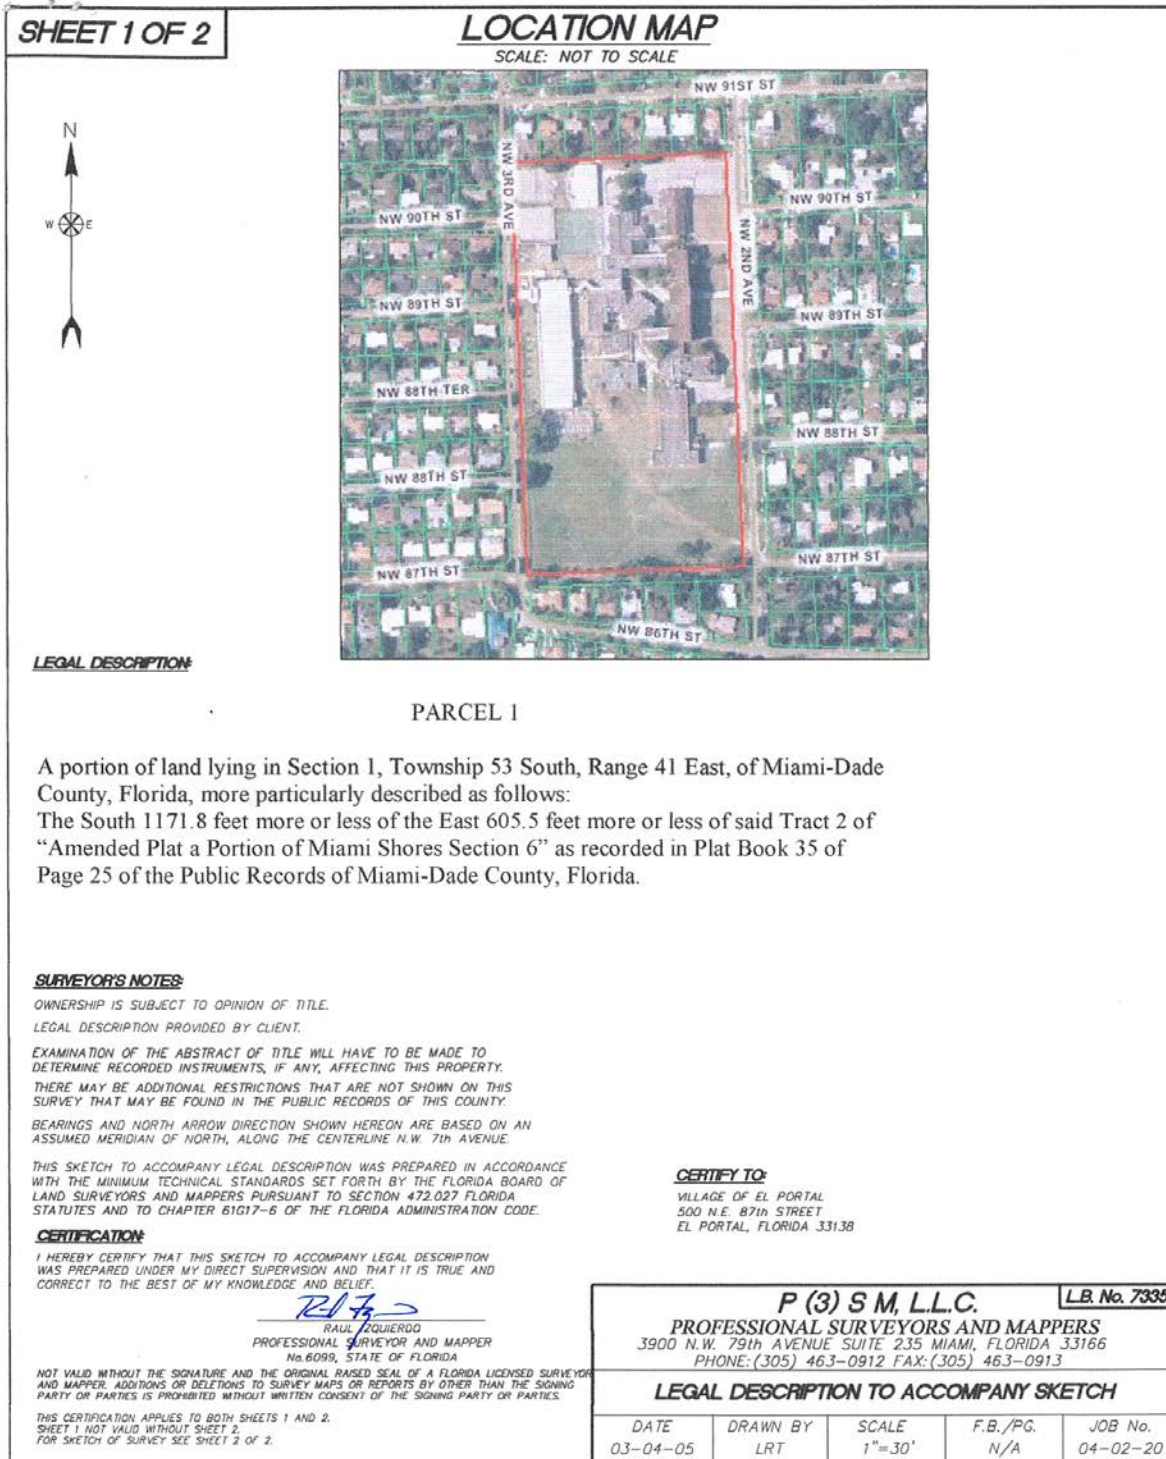 SHEET 1 OF 2
LOCATION MAP
SCALE: NOT TO SCALE
N
W
E
NW 91ST ST
NW 3RD AVE
NW 90TH ST
NW 90TH ST
NW 2ND AVE
NW 89TH ST
NW 89TH ST
NW 88TH TER
NW 88TH ST
NW 88TH ST
NW 87TH ST
NW 87TH ST
NW 86TH ST
LEGAL DESCRIPTION:
PARCEL 1
A portion of land lying in Section 1, Township 53 South, Range 41 East, of Miami-Dade
County, Florida, more particularly described as follows:
The South 1171.8 feet more or less of the East 605.5 feet more or less of said Tract 2 of
“Amended Plat a Portion of Miami Shores Section 6” as recorded in Plat Book 35 of
Page 25 of the Public Records of Miami-Dade County, Florida.
SURVEYOR'S NOTES:
OWNERSHIP IS SUBJECT TO OPINION OF TITLE.
LEGAL DESCRIPTION PROVIDED BY CLIENT.
EXAMINATION OF THE ABSTRACT OF TITLE WILL HAVE TO BE MADE TO
DETERMINE RECORDED INSTRUMENTS, IF ANY, AFFECTING THIS PROPERTY.
THERE MAY BE ADDITIONAL RESTRICTIONS THAT ARE NOT SHOWN ON THIS
SURVEY THAT MAY BE FOUND IN THE PUBLIC RECORDS OF THIS COUNTY.
BEARINGS AND NORTH ARROW DIRECTION SHOWN HEREON ARE BASED ON AN
ASSUMED MERIDIAN OF NORTH, ALONG THE CENTERLINE N.W. 7th AVENUE.
THIS SKETCH TO ACCOMPANY LEGAL DESCRIPTION WAS PREPARED IN ACCORDANCE
WITH THE MINIMUM TECHNICAL STANDARDS SET FORTH BY THE FLORIDA BOARD OF
LAND SURVEYORS AND MAPPERS PURSUANT TO SECTION 472.027 FLORIDA
STATUTES AND TO CHAPTER 61G17-6 OF THE FLORIDA ADMINISTRATION CODE.
CERTIFICATION:
I HEREBY CERTIFY THAT THIS SKETCH TO ACCOMPANY LEGAL DESCRIPTION
WAS PREPARED UNDER MY DIRECT SUPERVISION AND THAT IT IS TRUE AND
CORRECT TO THE BEST OF MY KNOWLEDGE AND BELIEF.
RAUL IZQUIERDO
PROFESSIONAL SURVEYOR AND MAPPER
No.6099, STATE OF FLORIDA
NOT VALID WITHOUT THE SIGNATURE AND THE ORIGINAL RAISED SEAL OF A FLORIDA LICENSED SURVEYOR
AND MAPPER. ADDITIONS OR DELETIONS TO SURVEY MAPS OR REPORTS BY OTHER THAN THE SIGNING
PARTY OR PARTIES IS PROHIBITED WITHOUT WRITTEN CONSENT OF THE SIGNING PARTY OR PARTIES.
THIS CERTIFICATION APPLIES TO BOTH SHEETS 1 AND 2.
SHEET 1 NOT VALID WITHOUT SHEET 2.
FOR SKETCH OF SURVEY SEE SHEET 2 OF 2.
CERTIFY TO:
VILLAGE OF EL PORTAL
500 N.E. 87th STREET
EL PORTAL, FLORIDA 33138
P (3) S M, L.L.C.
L.B. No. 7335
PROFESSIONAL SURVEYORS AND MAPPERS
3900 N.W. 79th AVENUE SUITE 235 MIAMI, FLORIDA 33166
PHONE: (305) 463-0912 FAX: (305) 463-0913
LEGAL DESCRIPTION TO ACCOMPANY SKETCH
DATE DRAWN BY SCALE F.B./PG. JOB No.
03-04-05 LRT 1"=30' N/A 04-02-20